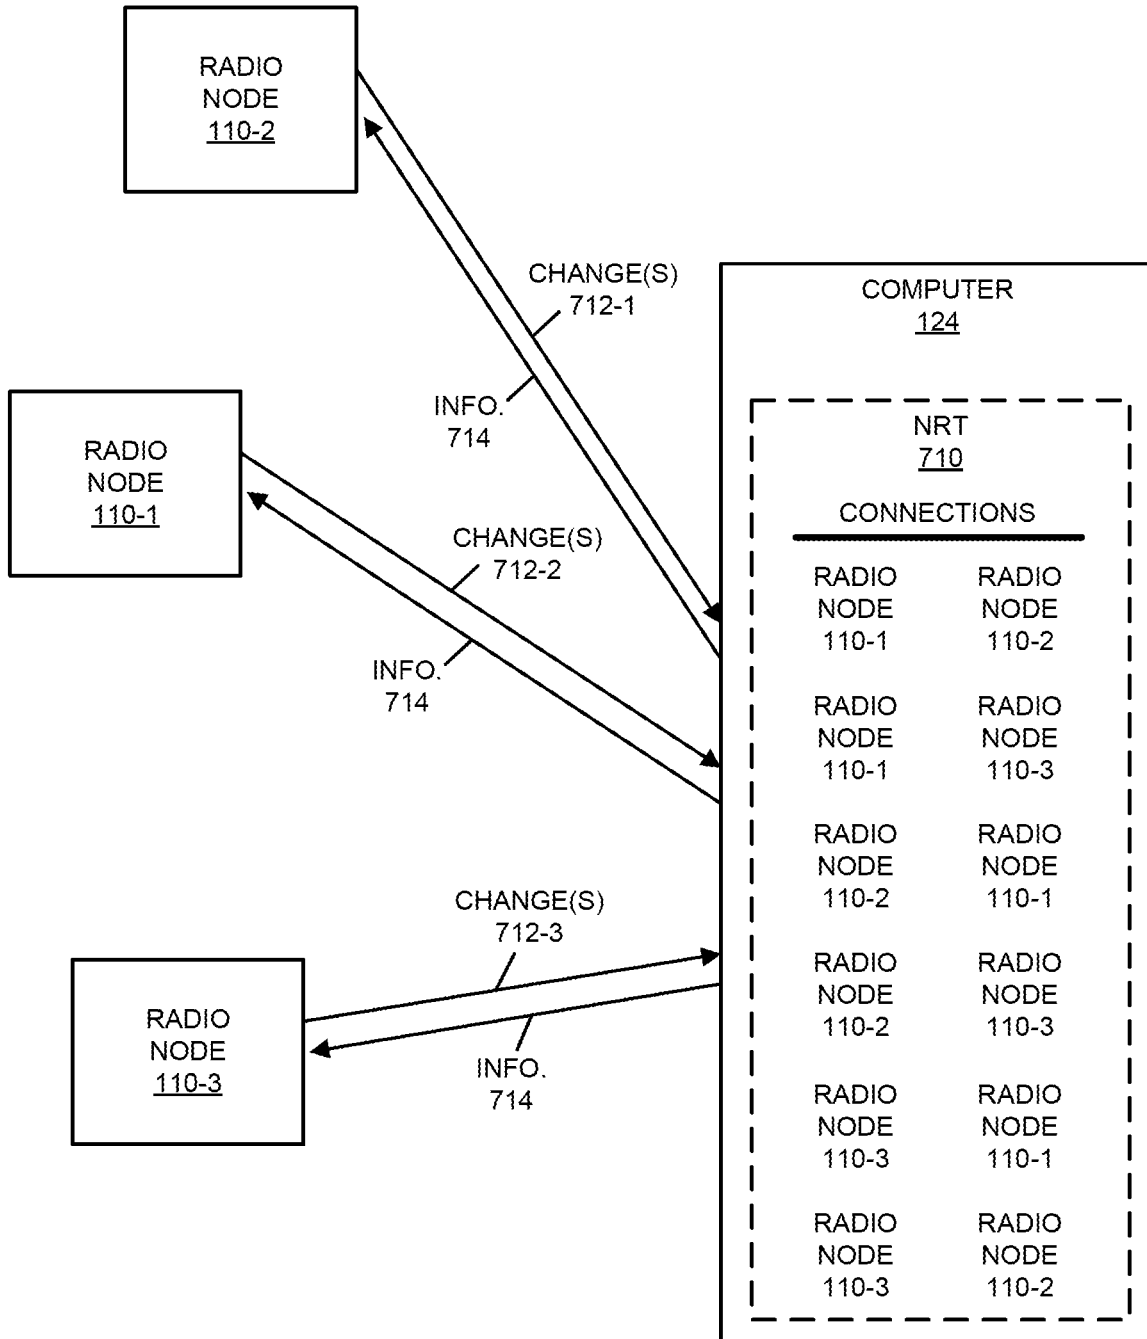 RADIO
NODE
110-2
CHANGE(S)
712-1
INFO.
714
RADIO
NODE
110-1
CHANGE(S)
712-2
INFO.
714
CHANGE(S)
712-3
RADIO
NODE
110-3
INFO.
714
COMPUTER
124
NRT
710
CONNECTIONS
RADIO RADIO
NODE NODE
110-1 110-2
RADIO RADIO
NODE NODE
110-1 110-3
RADIO RADIO
NODE NODE
110-2 110-1
RADIO RADIO
NODE NODE
110-2 110-3
RADIO RADIO
NODE NODE
110-3 110-1
RADIO RADIO
NODE NODE
110-3 110-2